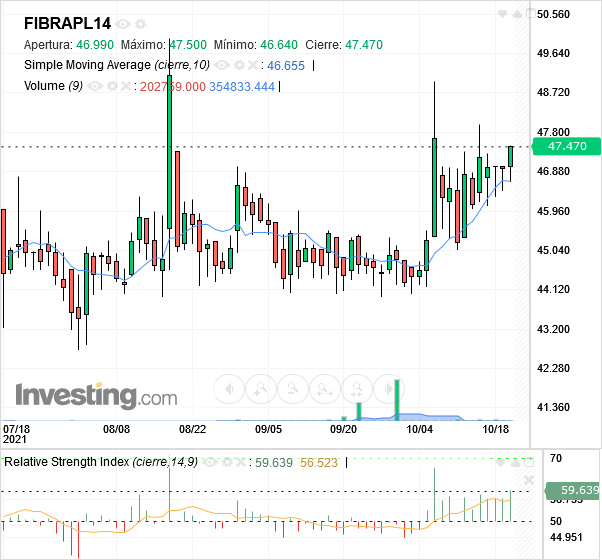 FIBRAPL14
Apertura: 46.990 Máximo: 47.500 Mínimo: 46.640 Cierre: 47.470
Simple Moving Average (cierre,10) : 46.655
Volume (9) : 202769.000 354833.444
50.560
49.640
48.720
47.800
47.470
46.880
45.960
45.040
44.120
43.200
42.280
41.360
Investing.com
07/18 08/08 08/22 09/05 09/20 10/04 10/18
2021
Relative Strength Index (cierre,14,9) : 59.639 56.523
70
59.639
50
44.951